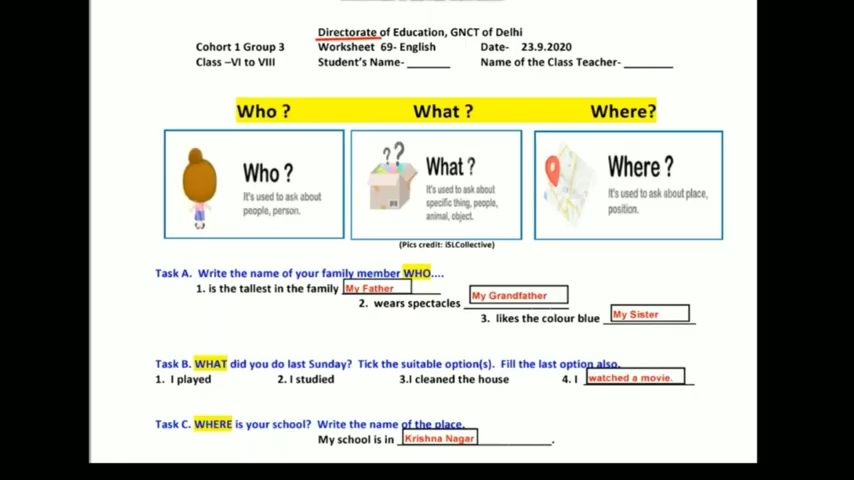 Directorate of Education, GNCT of Delhi
Cohort 1 Group 3 Worksheet 69- English Date- 23.9.2020
Class –VI to VIII Student's Name- _______ Name of the Class Teacher- ________
Who ? What ? Where?
Who ?
It's used to ask about
people, person.
??
What ?
It's used to ask about
specific thing, people,
animal, object.
Where ?
It's used to ask about place,
position.
(Pics credit: iSLCollective)
Task A. Write the name of your family member WHO....
1. is the tallest in the family My Father
2. wears spectacles My Grandfather
3. likes the colour blue My Sister
Task B. WHAT did you do last Sunday? Tick the suitable option(s). Fill the last option also.
1. I played 2. I studied 3.I cleaned the house 4. I watched a movie.
Task C. WHERE is your school? Write the name of the place.
My school is in Krishna Nagar.